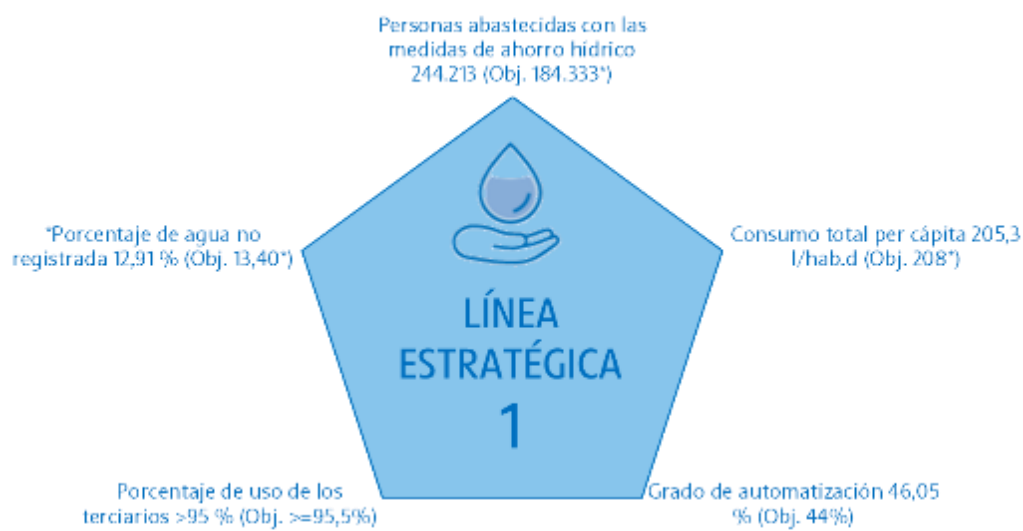 Personas abastecidas con las
medidas de ahorro hídrico
244.213 (Obj. 184.333*)
*Porcentaje de agua no
registrada 12,91 % (Obj. 13,40*)
Consumo total per cápita 205,3
l/hab.d (Obj. 208*)
LÍNEA
ESTRATÉGICA
1
Porcentaje de uso de los
terciarios >95 % (Obj. >=95,5%)
Grado de automatización 46,05
% (Obj. 44%)